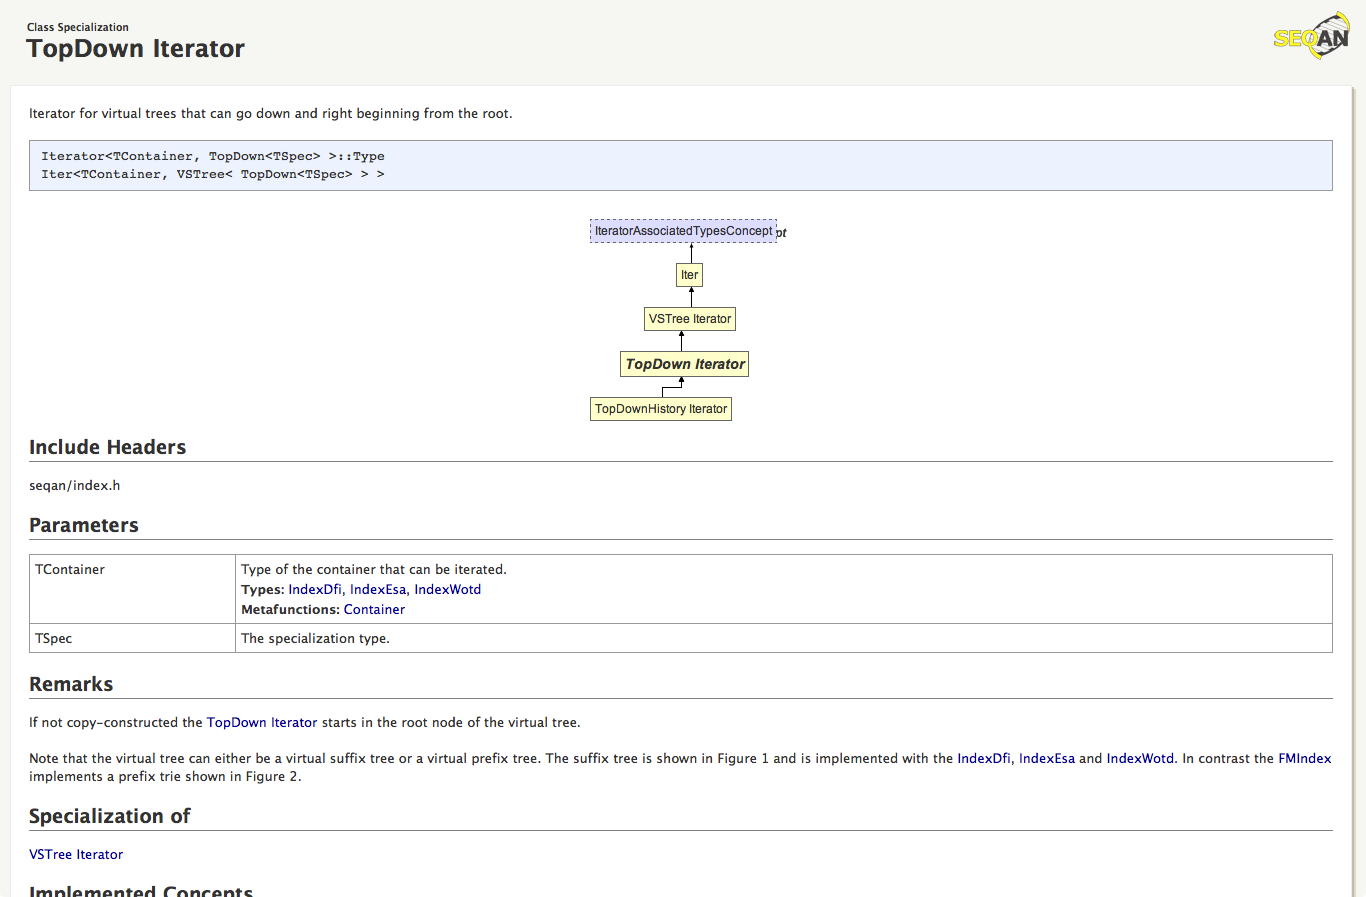 Class Specialization
TopDown Iterator
SEQAN
Iterator for virtual trees that can go down and right beginning from the root.
Iterator<TContainer, TopDown<TSpec> >::Type
Iter<TContainer, VSTree< TopDown<TSpec> > >
IteratorAssociatedTypesConcept pt
Iter
VSTree Iterator
TopDown Iterator
TopDownHistory Iterator
Include Headers
seqan/index.h
Parameters
TContainer
Type of the container that can be iterated.
Types: IndexDfi, IndexEsa, IndexWotd
Metafunctions: Container
TSpec
The specialization type.
Remarks
If not copy-constructed the TopDown Iterator starts in the root node of the virtual tree.
Note that the virtual tree can either be a virtual suffix tree or a virtual prefix tree. The suffix tree is shown in Figure 1 and is implemented with the IndexDfi, IndexEsa and IndexWotd. In contrast the FMIndex
implements a prefix trie shown in Figure 2.
Specialization of
VSTree Iterator
Implemented Concepts